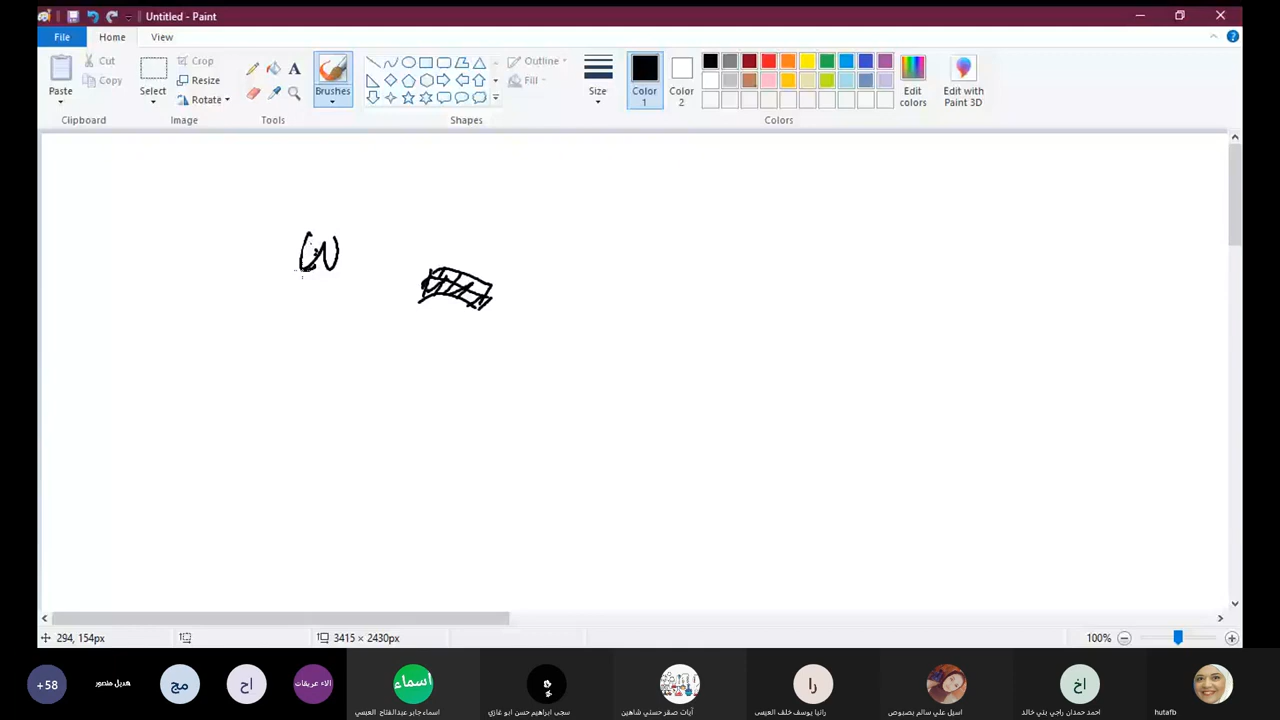 Untitled - Paint
File Home View
Paste
Cut
Copy
Clipboard
Select
Crop
Resize
Rotate
Image
A
Tools
Brushes
Outline
Fill
Shapes
Size
Color 1
Color 2
Edit colors
Edit with Paint 3D
Colors
294, 154px
3415 × 2430px
100%
+58
هديل منصور
مج
اح
الاء عريقات
اسماء
اسماء جابر عبدالفتاح العيسي
سجى ابراهيم حسن ابو غازي
آيات صقر حسني شاهين
را
رانيا يوسف خلف العيسى
اسيل علي سالم بصبوص
اخ
احمد حمدان راجي بني خالد
hutafb